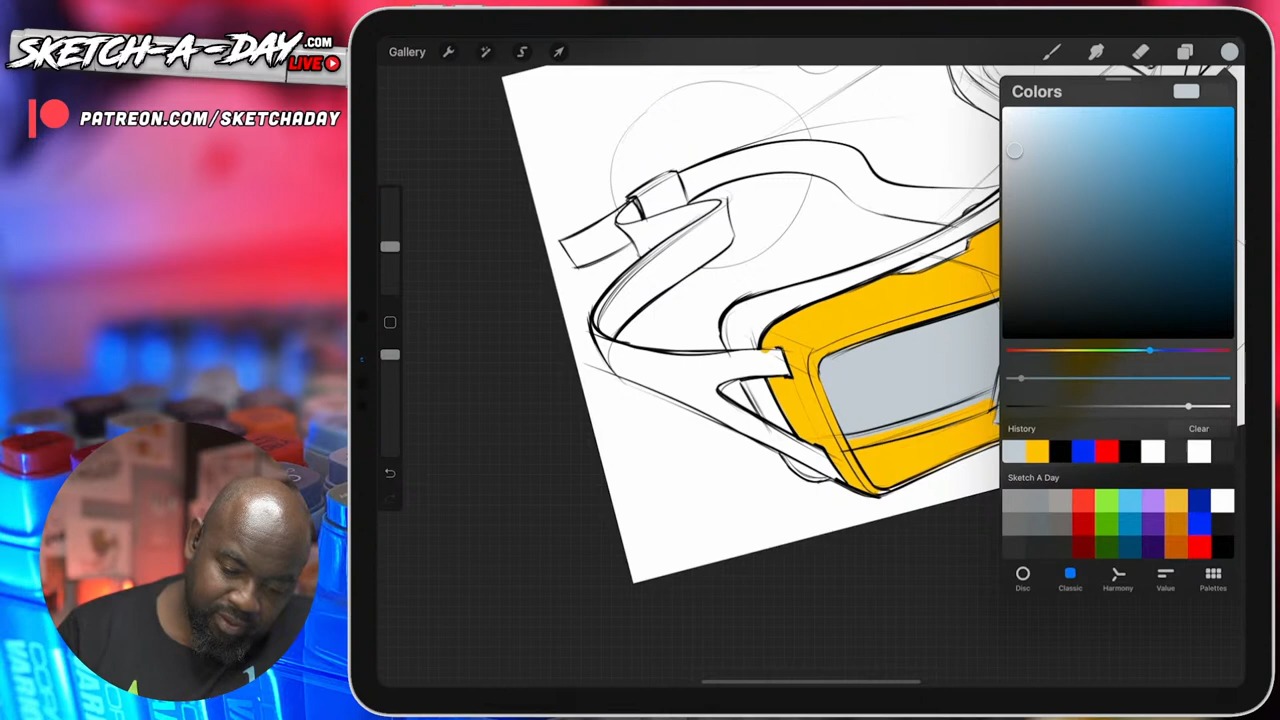 SKETCH-A-DAY.COM
LIVE
PATREON.COM/SKETCHADAY
Gallery
Colors
History
Clear
Sketch A Day
Disc
Classic
Harmony
Value
Palettes